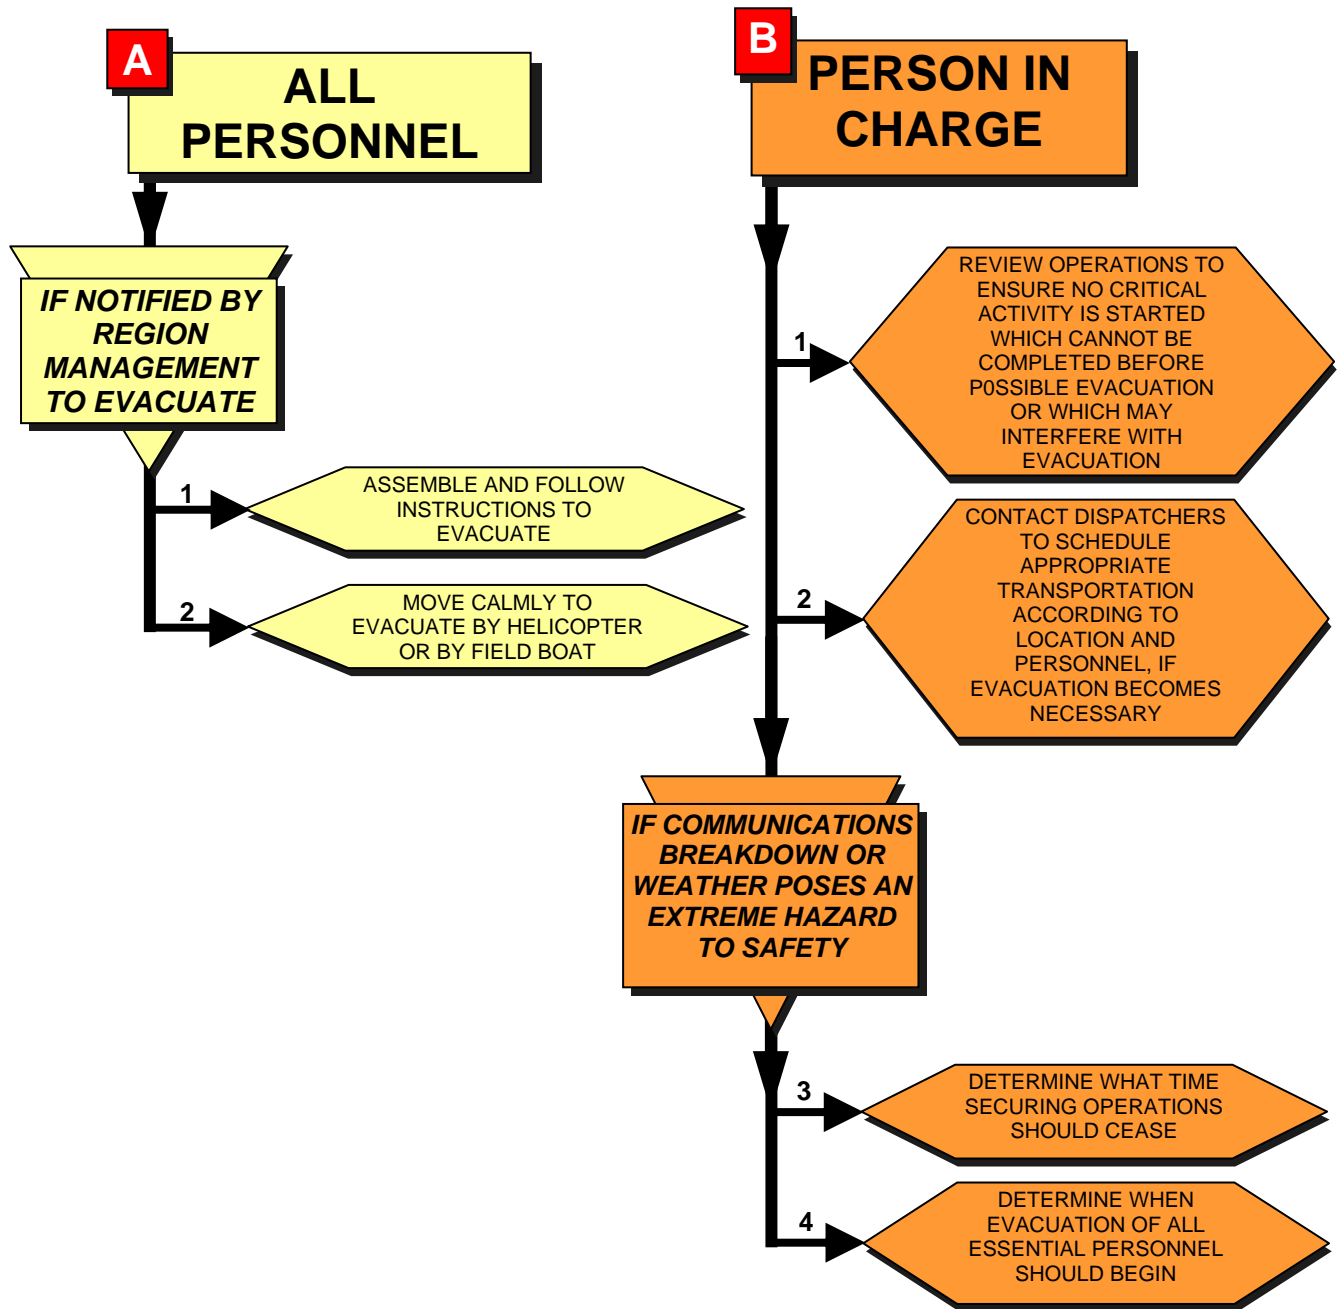 A
ALL
PERSONNEL
IF NOTIFIED BY
REGION
MANAGEMENT
TO EVACUATE
1
ASSEMBLE AND FOLLOW
INSTRUCTIONS TO
EVACUATE
2
MOVE CALMLY TO
EVACUATE BY HELICOPTER
OR BY FIELD BOAT
B
PERSON IN
CHARGE
1
REVIEW OPERATIONS TO
ENSURE NO CRITICAL
ACTIVITY IS STARTED
WHICH CANNOT BE
COMPLETED BEFORE
P0SSIBLE EVACUATION
OR WHICH MAY
INTERFERE WITH
EVACUATION
2
CONTACT DISPATCHERS
TO SCHEDULE
APPROPRIATE
TRANSPORTATION
ACCORDING TO
LOCATION AND
PERSONNEL, IF
EVACUATION BECOMES
NECESSARY
IF COMMUNICATIONS
BREAKDOWN OR
WEATHER POSES AN
EXTREME HAZARD
TO SAFETY
3
DETERMINE WHAT TIME
SECURING OPERATIONS
SHOULD CEASE
4
DETERMINE WHEN
EVACUATION OF ALL
ESSENTIAL PERSONNEL
SHOULD BEGIN